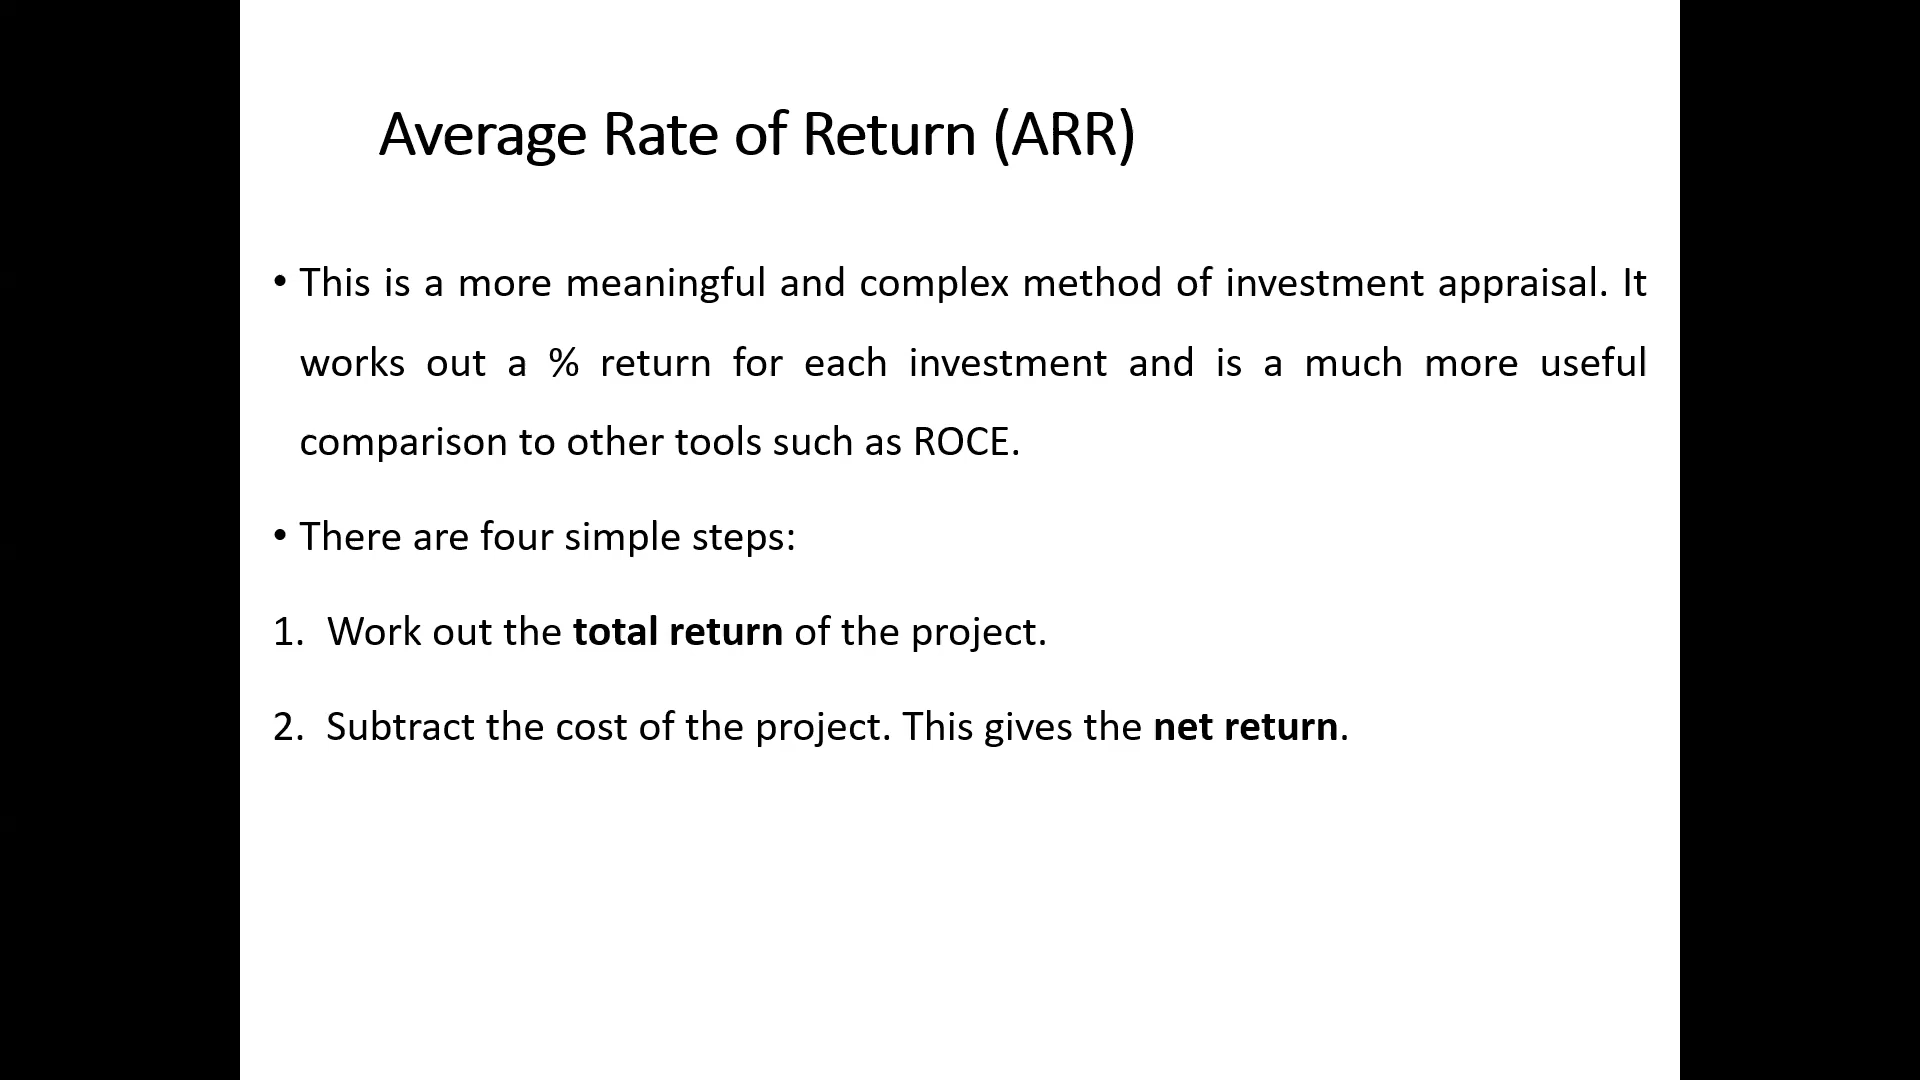 Average Rate of Return (ARR)
• This is a more meaningful and complex method of investment appraisal. It
works out a % return for each investment and is a much more useful
comparison to other tools such as ROCE.
• There are four simple steps:
1. Work out the total return of the project.
2. Subtract the cost of the project. This gives the net return.